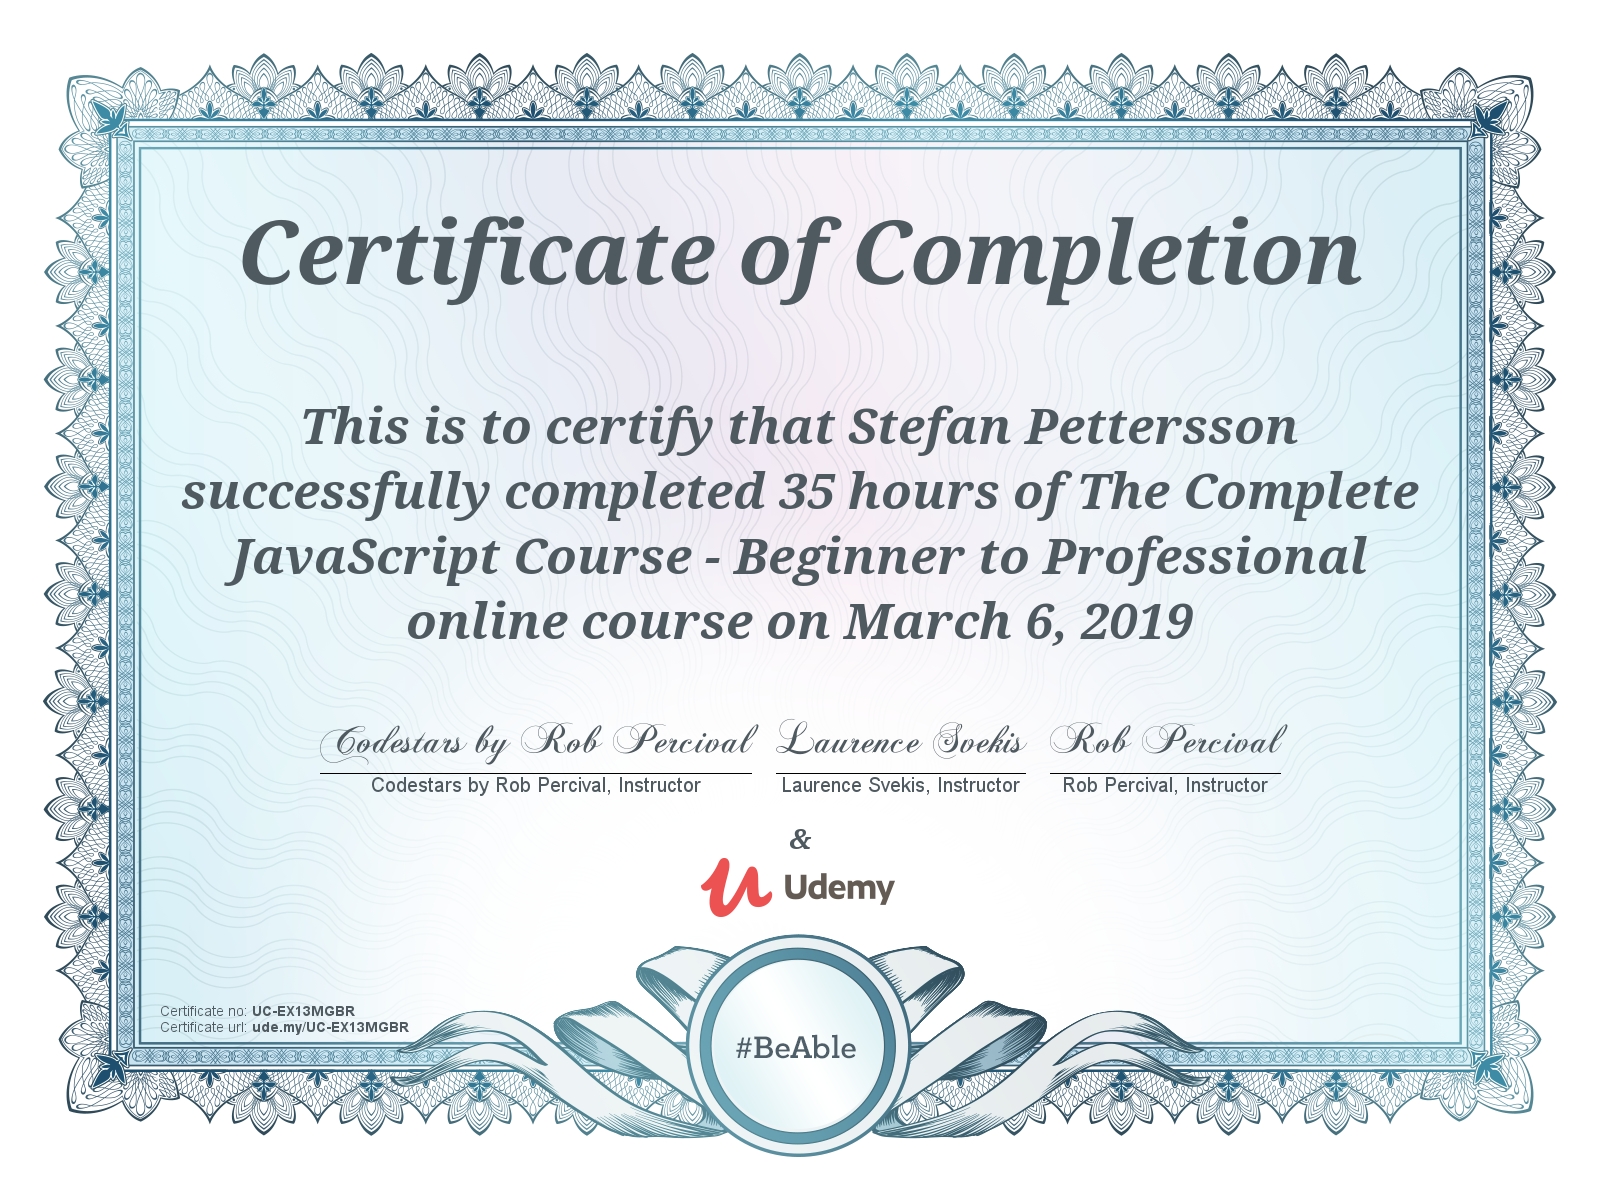 Certificate of Completion
This is to certify that Stefan Pettersson
successfully completed 35 hours of The Complete
JavaScript Course - Beginner to Professional
online course on March 6, 2019
Codestars by Rob Percival Laurence Svekis Rob Percival
Codestars by Rob Percival, Instructor Laurence Svekis, Instructor Rob Percival, Instructor
&
Udemy
Certificate no: UC-EX13MGBR
Certificate url: ude.my/UC-EX13MGBR
#BeAble